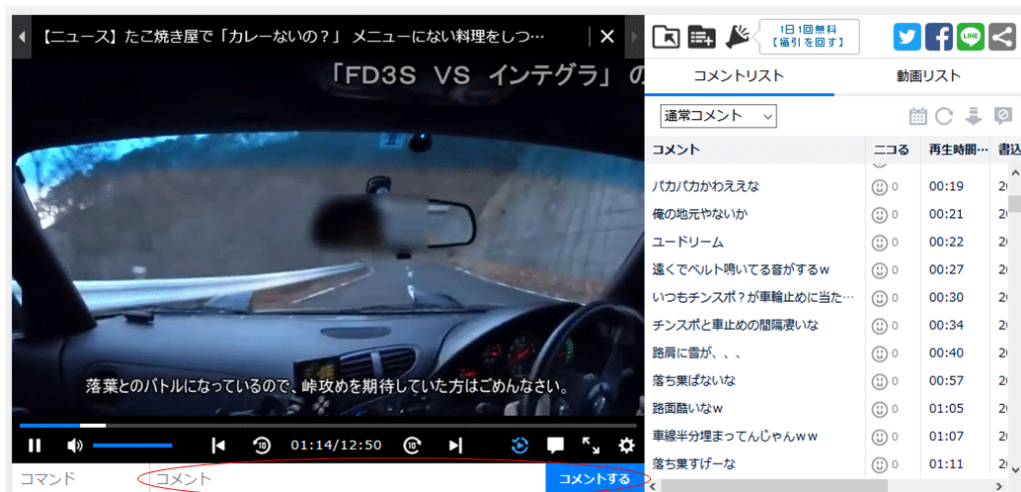 【ニュース】たこ焼き屋で「カレーないの？」 メニューにない料理をしつ…
「FD3S VS インテグラ」の
落葉とのバトルになっているので、峠攻めを期待していた方はごめんなさい。
10
01:14/12:50
10
コマンド
コメント
コメントする
1日1回無料
【福引を回す】
LINE
コメントリスト
動画リスト
通常コメント
コメント ニコる 再生時間… 書込
パカパカかわええな 0 00:19 20
俺の地元やないか 0 00:21 20
ユードリーム 0 00:22 20
遠くでベルト鳴いてる音がするw 0 00:27 20
いつもチンスポ？が車輪止めに当た… 0 00:30 20
チンスポと車止めの間隔凄いな 0 00:34 20
路肩に雪が、、、 0 00:40 20
落ち葉ぱないな 0 00:57 20
路面酷いなw 0 01:05 20
車線半分埋まってんじゃんｗｗ 0 01:07 20
落ち葉すげーな 0 01:11 20